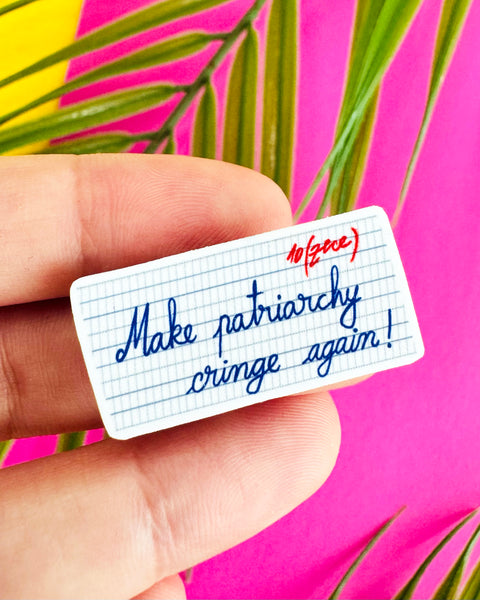 10 (zece)
Make patriarchy
cringe again!